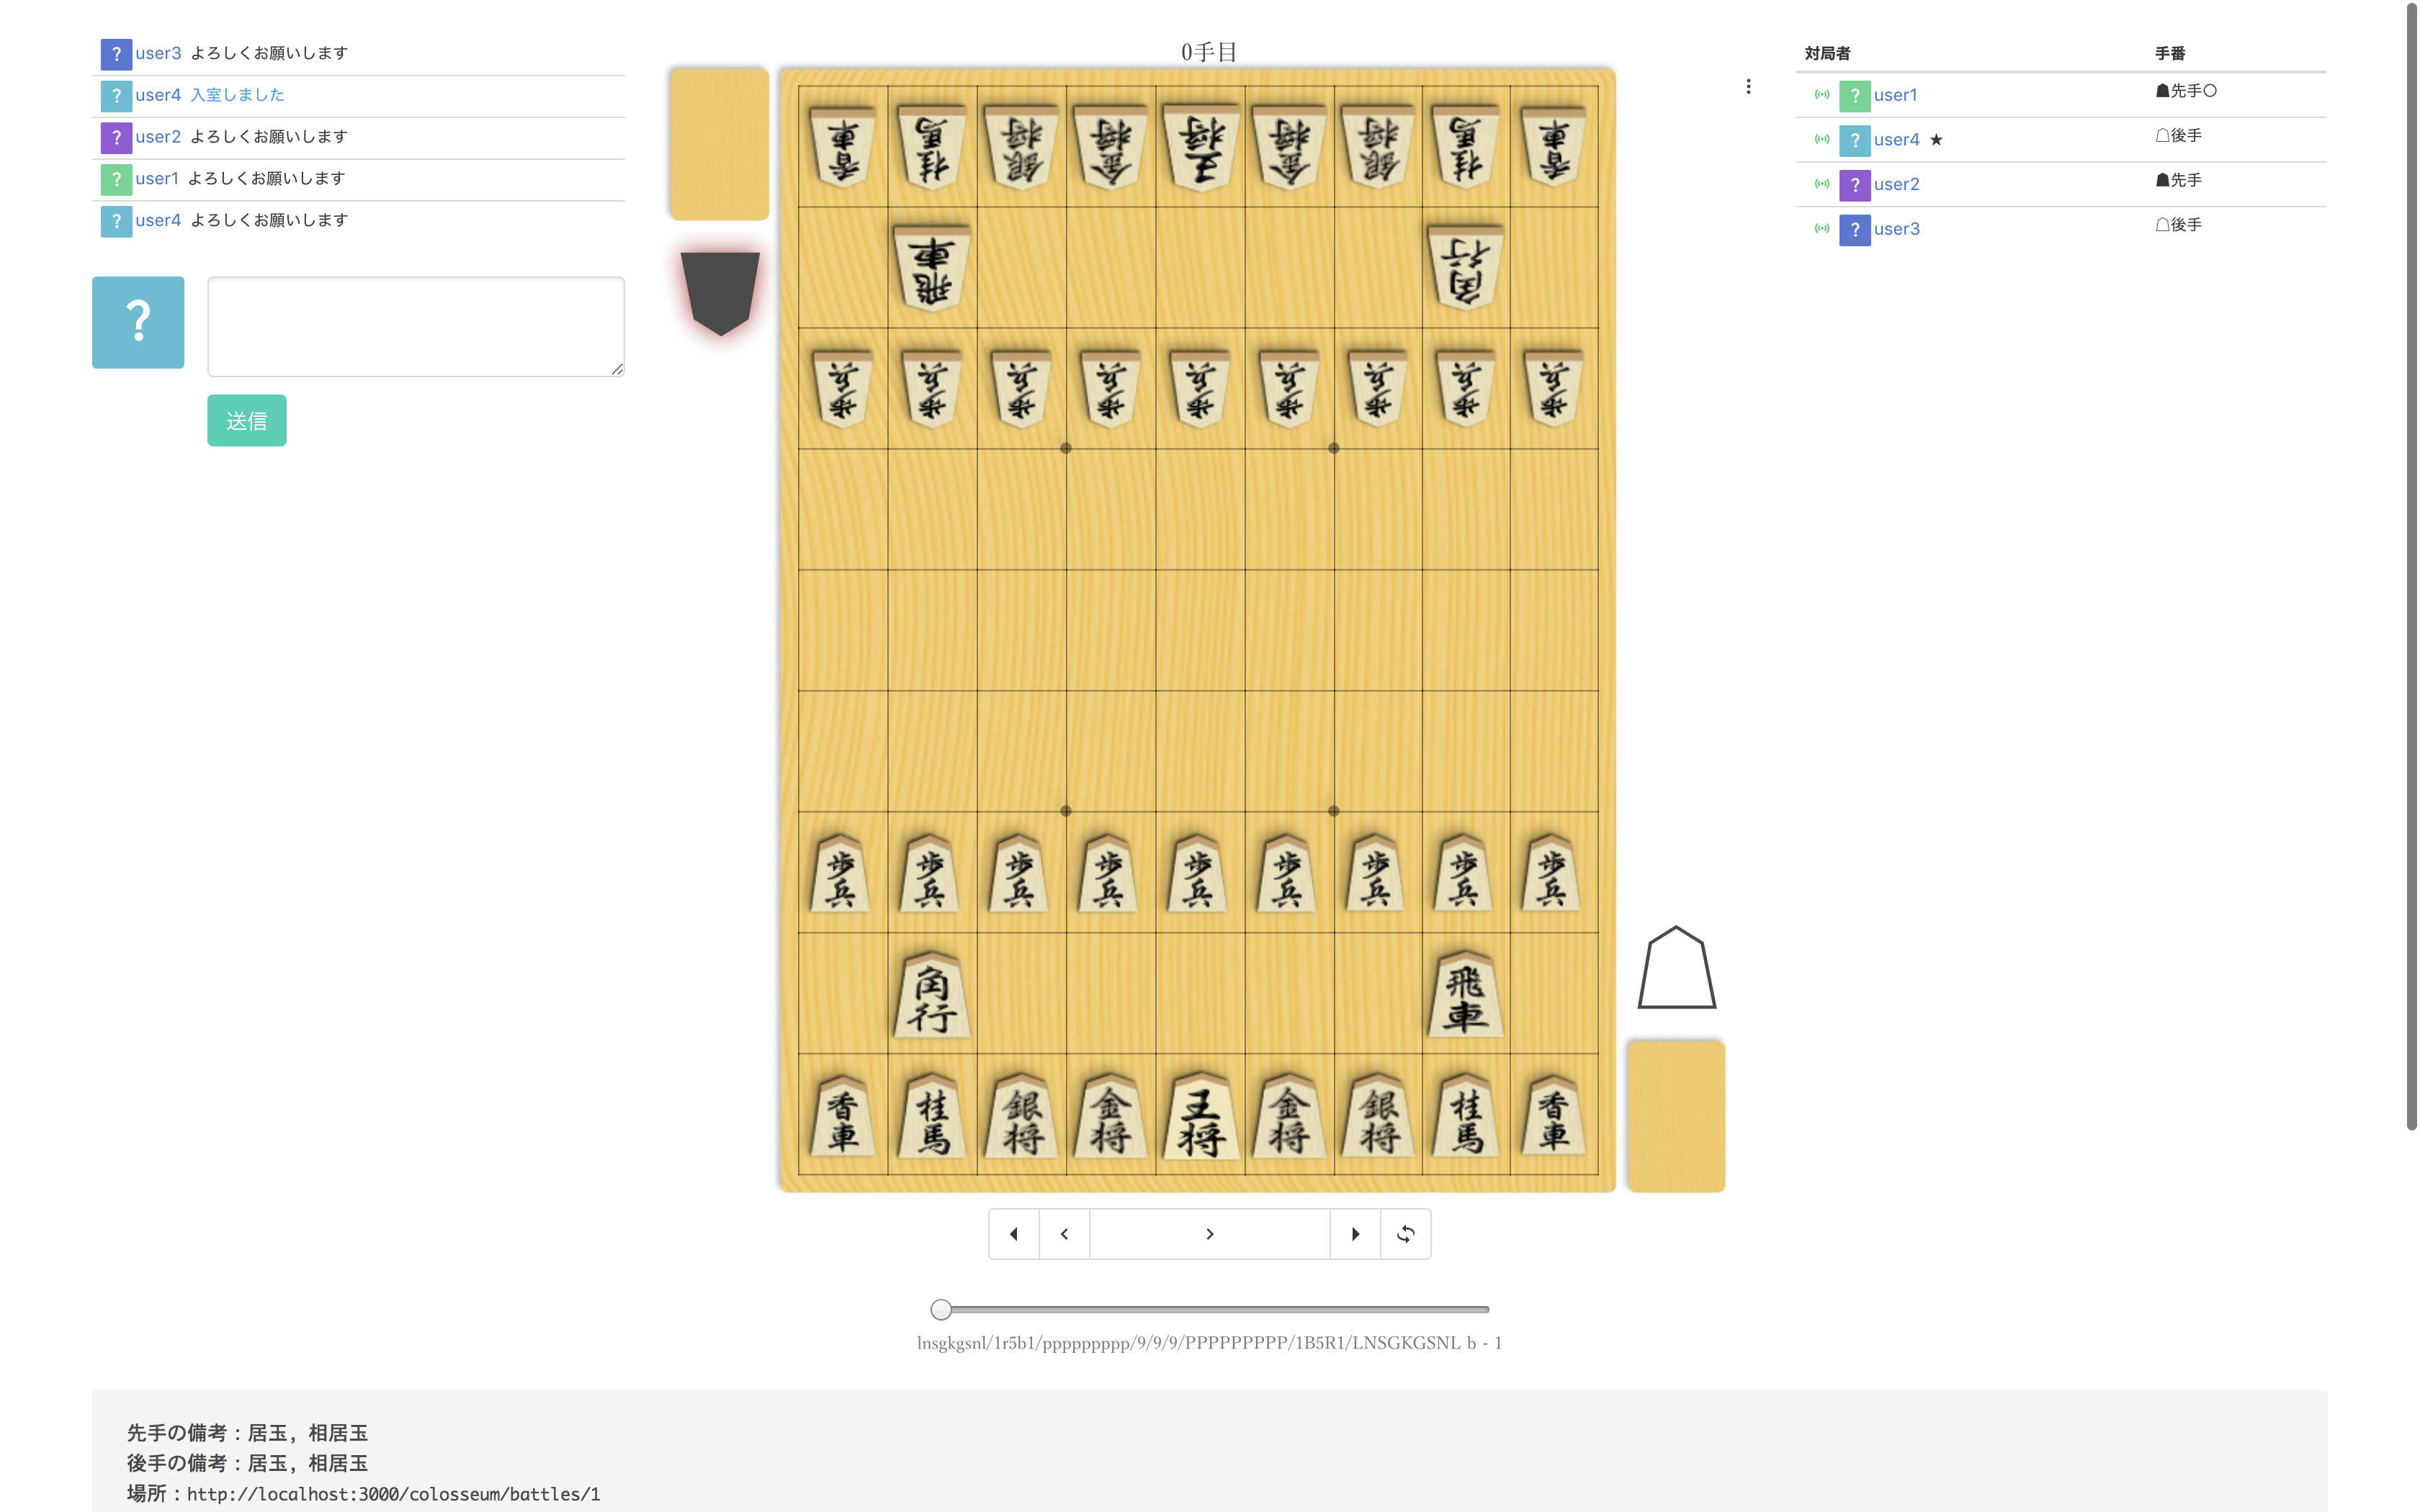 user3 よろしくお願いします
user4 入室しました
user2 よろしくお願いします
user1 よろしくお願いします
user4 よろしくお願いします
?
送信
0手目
香車 桂馬 銀将 金将 王将 金将 銀将 桂馬 香車
飛車 角行
歩兵 歩兵 歩兵 歩兵 歩兵 歩兵 歩兵 歩兵 歩兵
歩兵 歩兵 歩兵 歩兵 歩兵 歩兵 歩兵 歩兵 歩兵
角行 飛車
香車 桂馬 銀将 金将 王将 金将 銀将 桂馬 香車
lnsgkgsnl/1r5b1/ppppppppp/9/9/9/PPPPPPPPP/1B5R1/LNSGKGSNL b - 1
対局者 手番
? user1 ☗先手○
? user4 ★ ☖後手
? user2 ☗先手
? user3 ☖後手
先手の備考：居玉, 相居玉
後手の備考：居玉, 相居玉
場所：http://localhost:3000/colosseum/battles/1